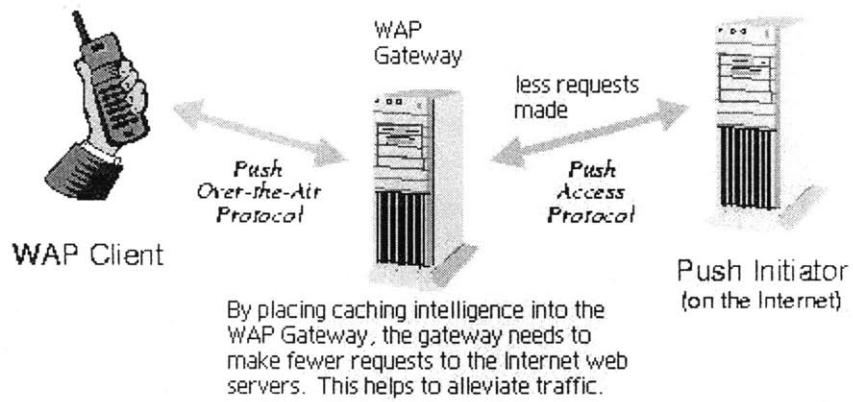 WAP
Gateway
less requests
made
Push
Over-the-Air
Protocol
Push
Access
Protocol
WAP Client
Push Initiator
(on the Internet)
By placing caching intelligence into the
WAP Gateway, the gateway needs to
make fewer requests to the Internet web
servers. This helps to alleviate traffic.